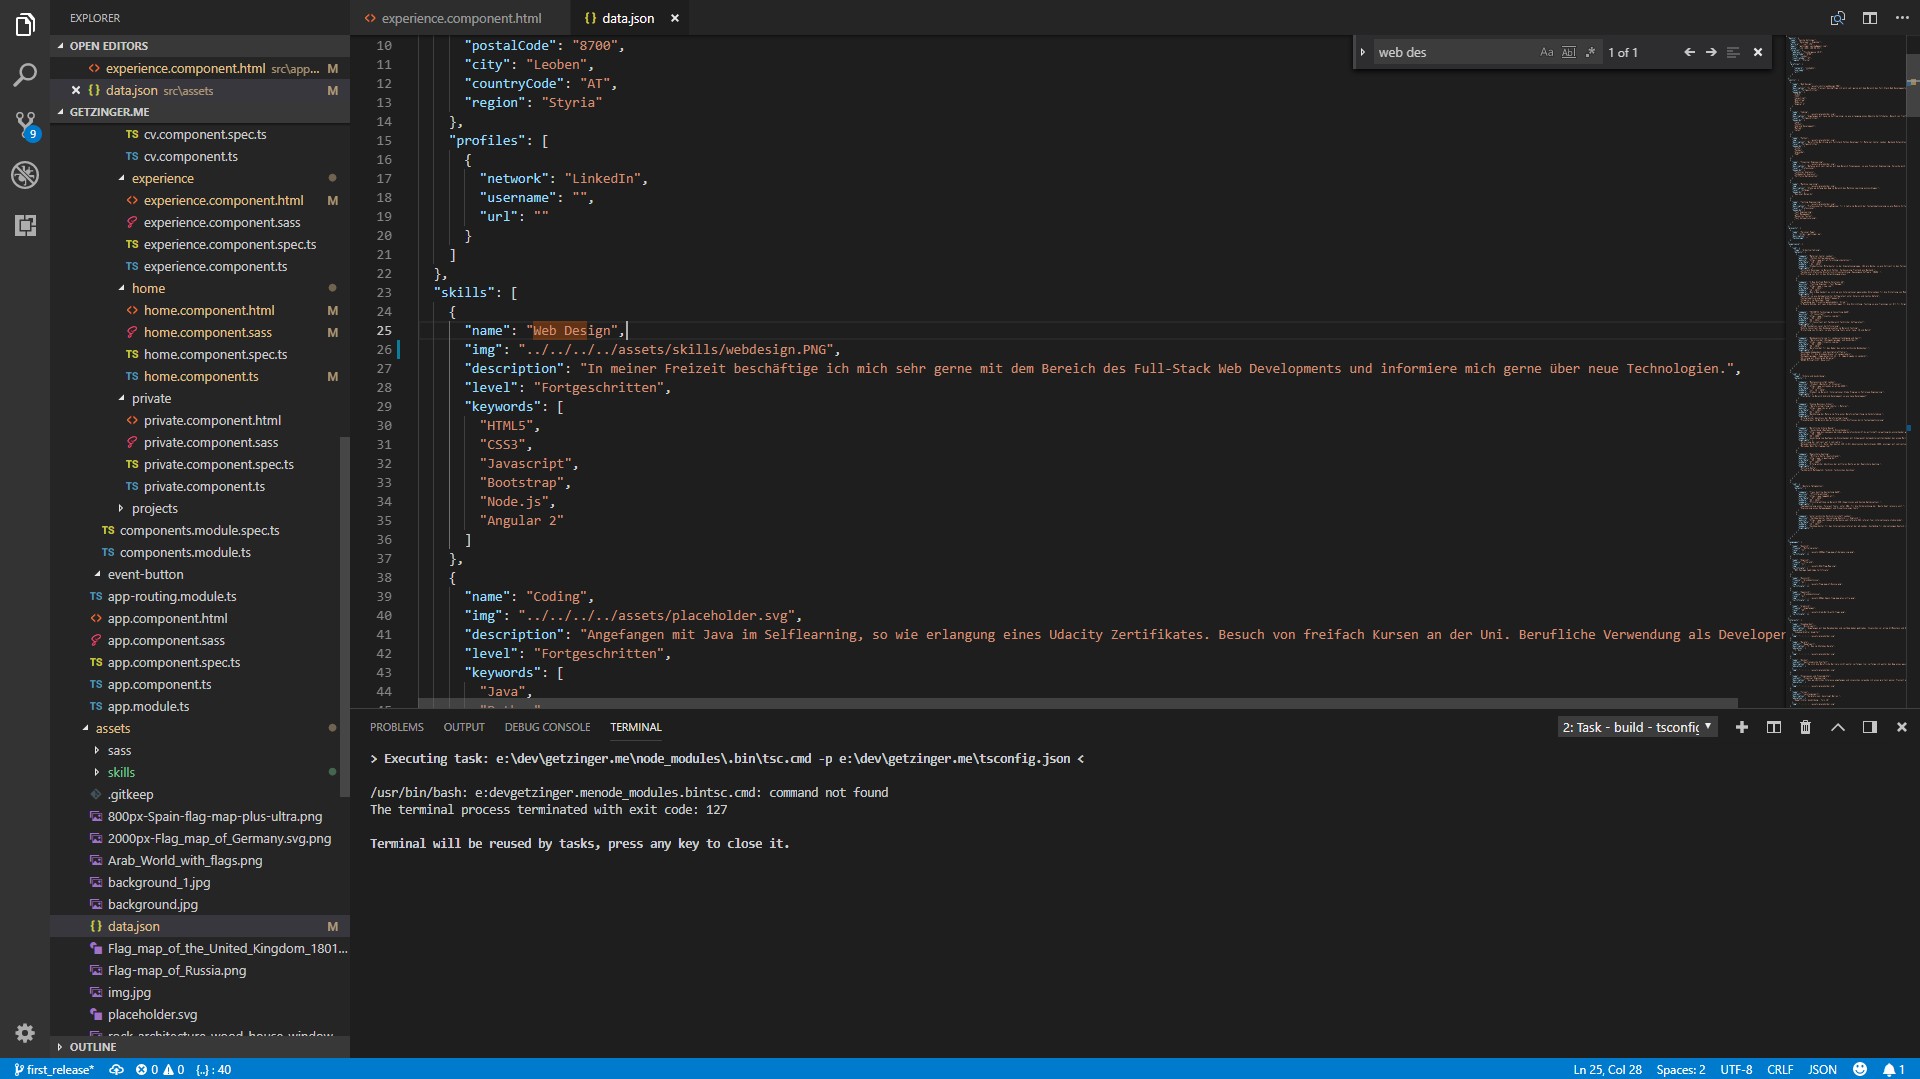 EXPLORER
OPEN EDITORS
experience.component.html src\app... M
data.json src\assets M
GETZINGER.ME
9
cv.component.spec.ts
cv.component.ts
experience
experience.component.html M
experience.component.sass
experience.component.spec.ts
experience.component.ts
home
home.component.html M
home.component.sass M
home.component.spec.ts
home.component.ts M
private
private.component.html
private.component.sass
private.component.spec.ts
private.component.ts
projects
components.module.spec.ts
components.module.ts
event-button
app-routing.module.ts
app.component.html
app.component.sass
app.component.spec.ts
app.component.ts
app.module.ts
assets
sass
skills
.gitkeep
800px-Spain-flag-map-plus-ultra.png
2000px-Flag_map_of_Germany.svg.png
Arab_World_with_flags.png
background_1.jpg
background.jpg
data.json M
Flag_map_of_the_United_Kingdom_1801...
Flag-map_of_Russia.png
img.jpg
placeholder.svg
rock-architecture-wood-house-window
OUTLINE
experience.component.html
{} data.json
web des
1 of 1
10 "postalCode": "8700",
11 "city": "Leoben",
12 "countryCode": "AT",
13 "region": "Styria"
14 },
15 "profiles": [
16 {
17 "network": "LinkedIn",
18 "username": "",
19 "url": ""
20 }
21 ]
22 },
23 "skills": [
24 {
25 "name": "Web Design",
26 "img": "../../../../assets/skills/webdesign.PNG",
27 "description": "In meiner Freizeit beschäftige ich mich sehr gerne mit dem Bereich des Full-Stack Web Developments und informiere mich gerne über neue Technologien.",
28 "level": "Fortgeschritten",
29 "keywords": [
30 "HTML5",
31 "CSS3",
32 "Javascript",
33 "Bootstrap",
34 "Node.js",
35 "Angular 2"
36 ]
37 },
38 {
39 "name": "Coding",
40 "img": "../../../../assets/placeholder.svg",
41 "description": "Angefangen mit Java im Selflearning, so wie erlangung eines Udacity Zertifikates. Besuch von freifach Kursen an der Uni. Berufliche Verwendung als Developer
42 "level": "Fortgeschritten",
43 "keywords": [
44 "Java",
PROBLEMS OUTPUT DEBUG CONSOLE TERMINAL
2: Task - build - tsconfig
> Executing task: e:\dev\getzinger.me\node_modules\.bin\tsc.cmd -p e:\dev\getzinger.me\tsconfig.json <
/usr/bin/bash: e:devgetzinger.menode_modules.bintsc.cmd: command not found
The terminal process terminated with exit code: 127
Terminal will be reused by tasks, press any key to close it.
first_release* 0 0 {..} : 40
Ln 25, Col 28 Spaces: 2 UTF-8 CRLF JSON 1